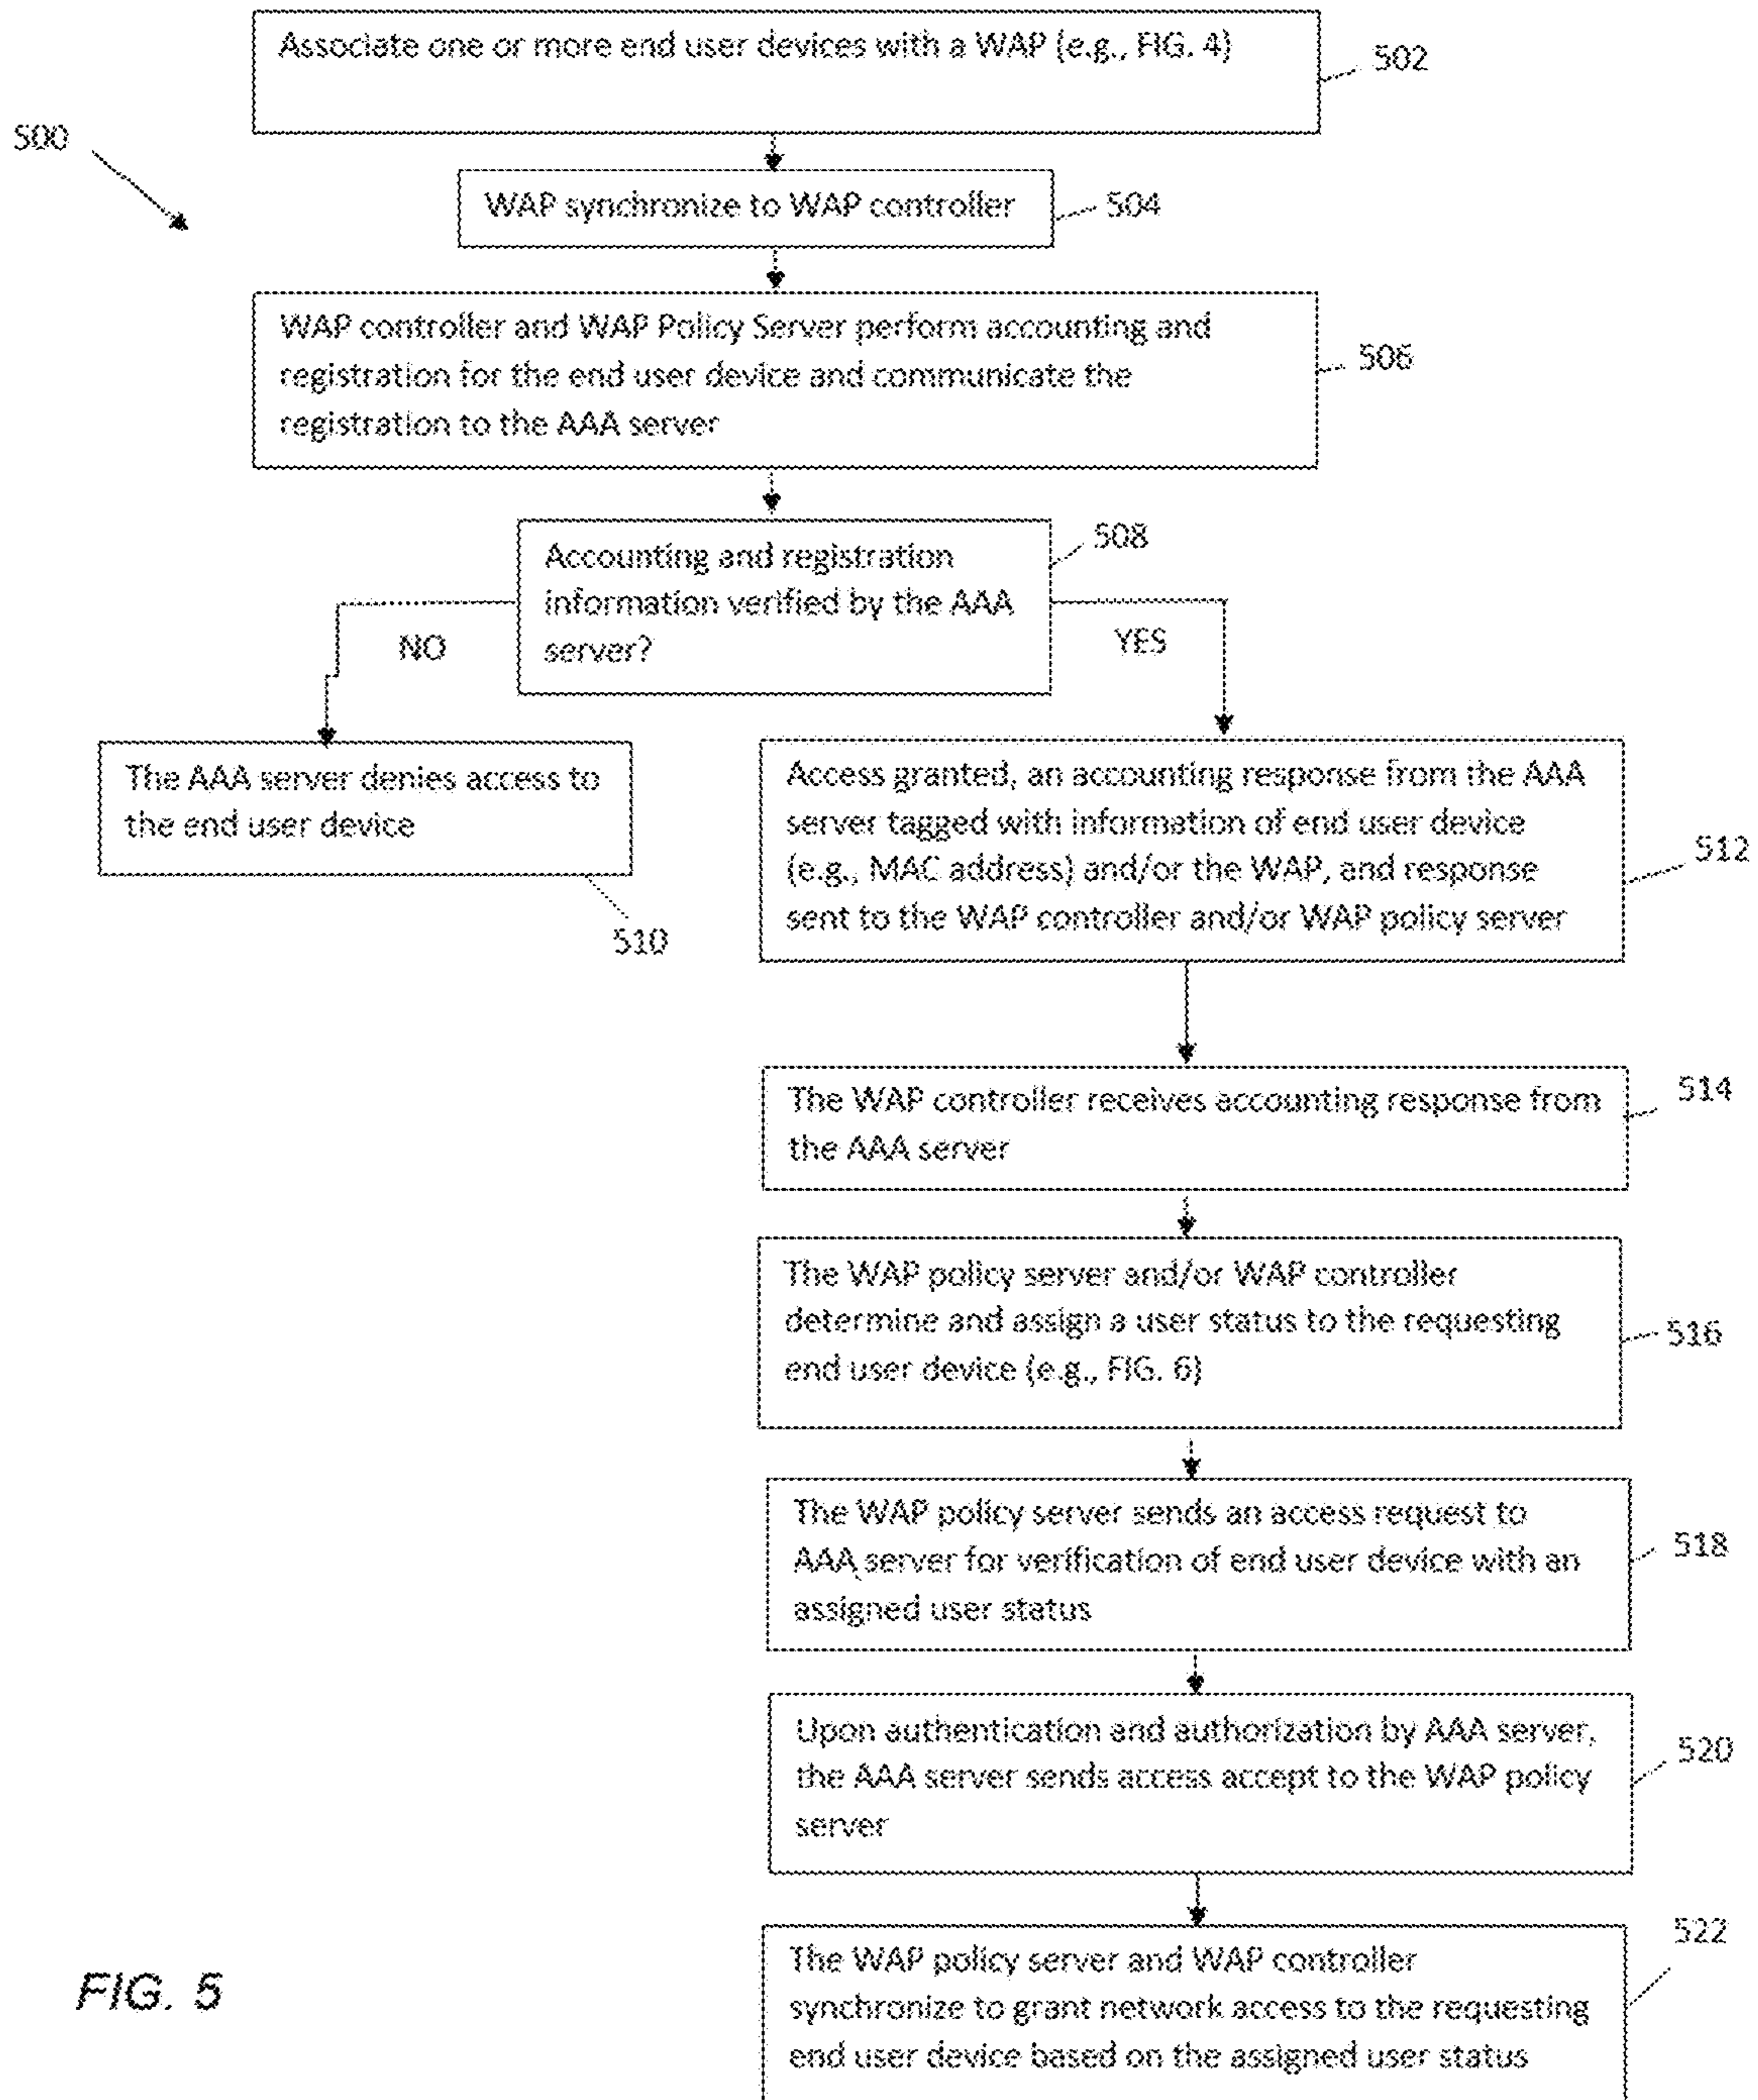 Associate one or more end user devices with a WAP (e.g., FIG. 4)
502
500
WAP synchronize to WAP controller
504
WAP controller and WAP Policy Server perform accounting and
registration for the end user device and communicate the
registration to the AAA server
506
Accounting and registration
information verified by the AAA
server?
508
NO
YES
The AAA server denies access to
the end user device
510
Access granted, an accounting response from the AAA
server tagged with information of end user device
(e.g., MAC address) and/or the WAP, and response
sent to the WAP controller and/or WAP policy server
512
The WAP controller receives accounting response from
the AAA server
514
The WAP policy server and/or WAP controller
determine and assign a user status to the requesting
end user device (e.g., FIG. 6)
516
The WAP policy server sends an access request to
AAA server for verification of end user device with an
assigned user status
518
Upon authentication and authorization by AAA server,
the AAA server sends access accept to the WAP policy
server
520
The WAP policy server and WAP controller
synchronize to grant network access to the requesting
end user device based on the assigned user status
522
FIG. 5